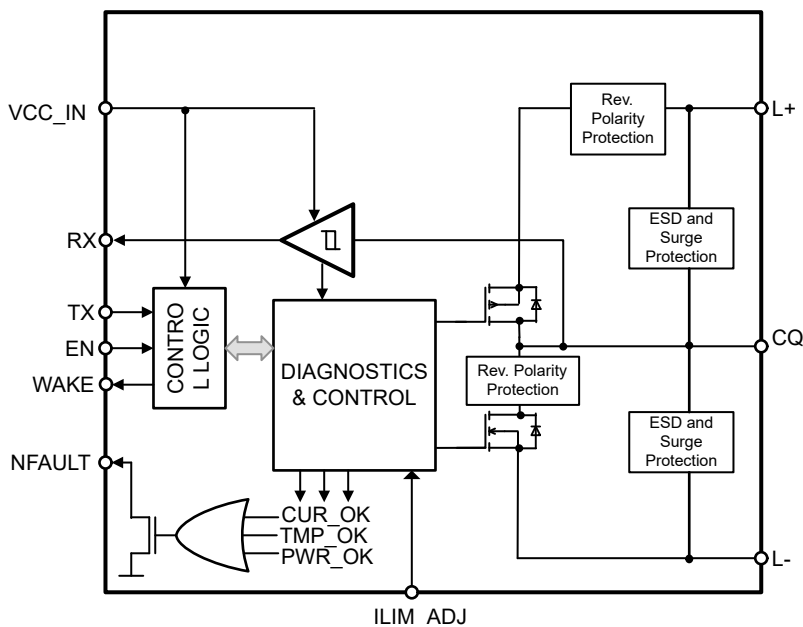 VCC_IN
Rev.
Polarity
Protection
L+
RX
ESD and
Surge
Protection
TX
EN
WAKE
CONTRO
L LOGIC
DIAGNOSTICS
& CONTROL
CQ
Rev. Polarity
Protection
ESD and
Surge
Protection
NFAULT
CUR_OK
TMP_OK
PWR_OK
L-
ILIM_ADJ